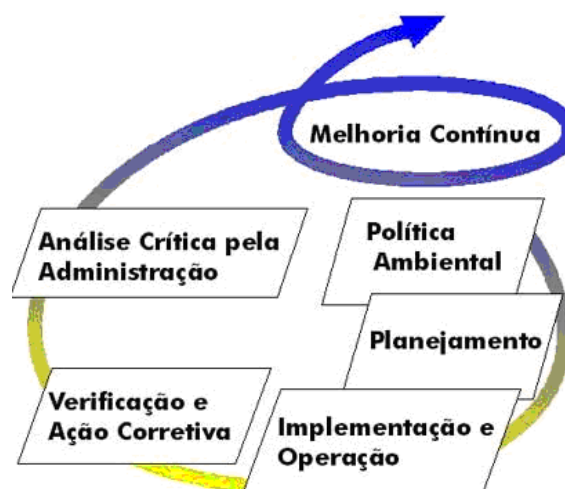 Melhoria Contínua
Política
Ambiental
Planejamento
Implementação e
Operação
Verificação e
Ação Corretiva
Análise Crítica pela
Administração